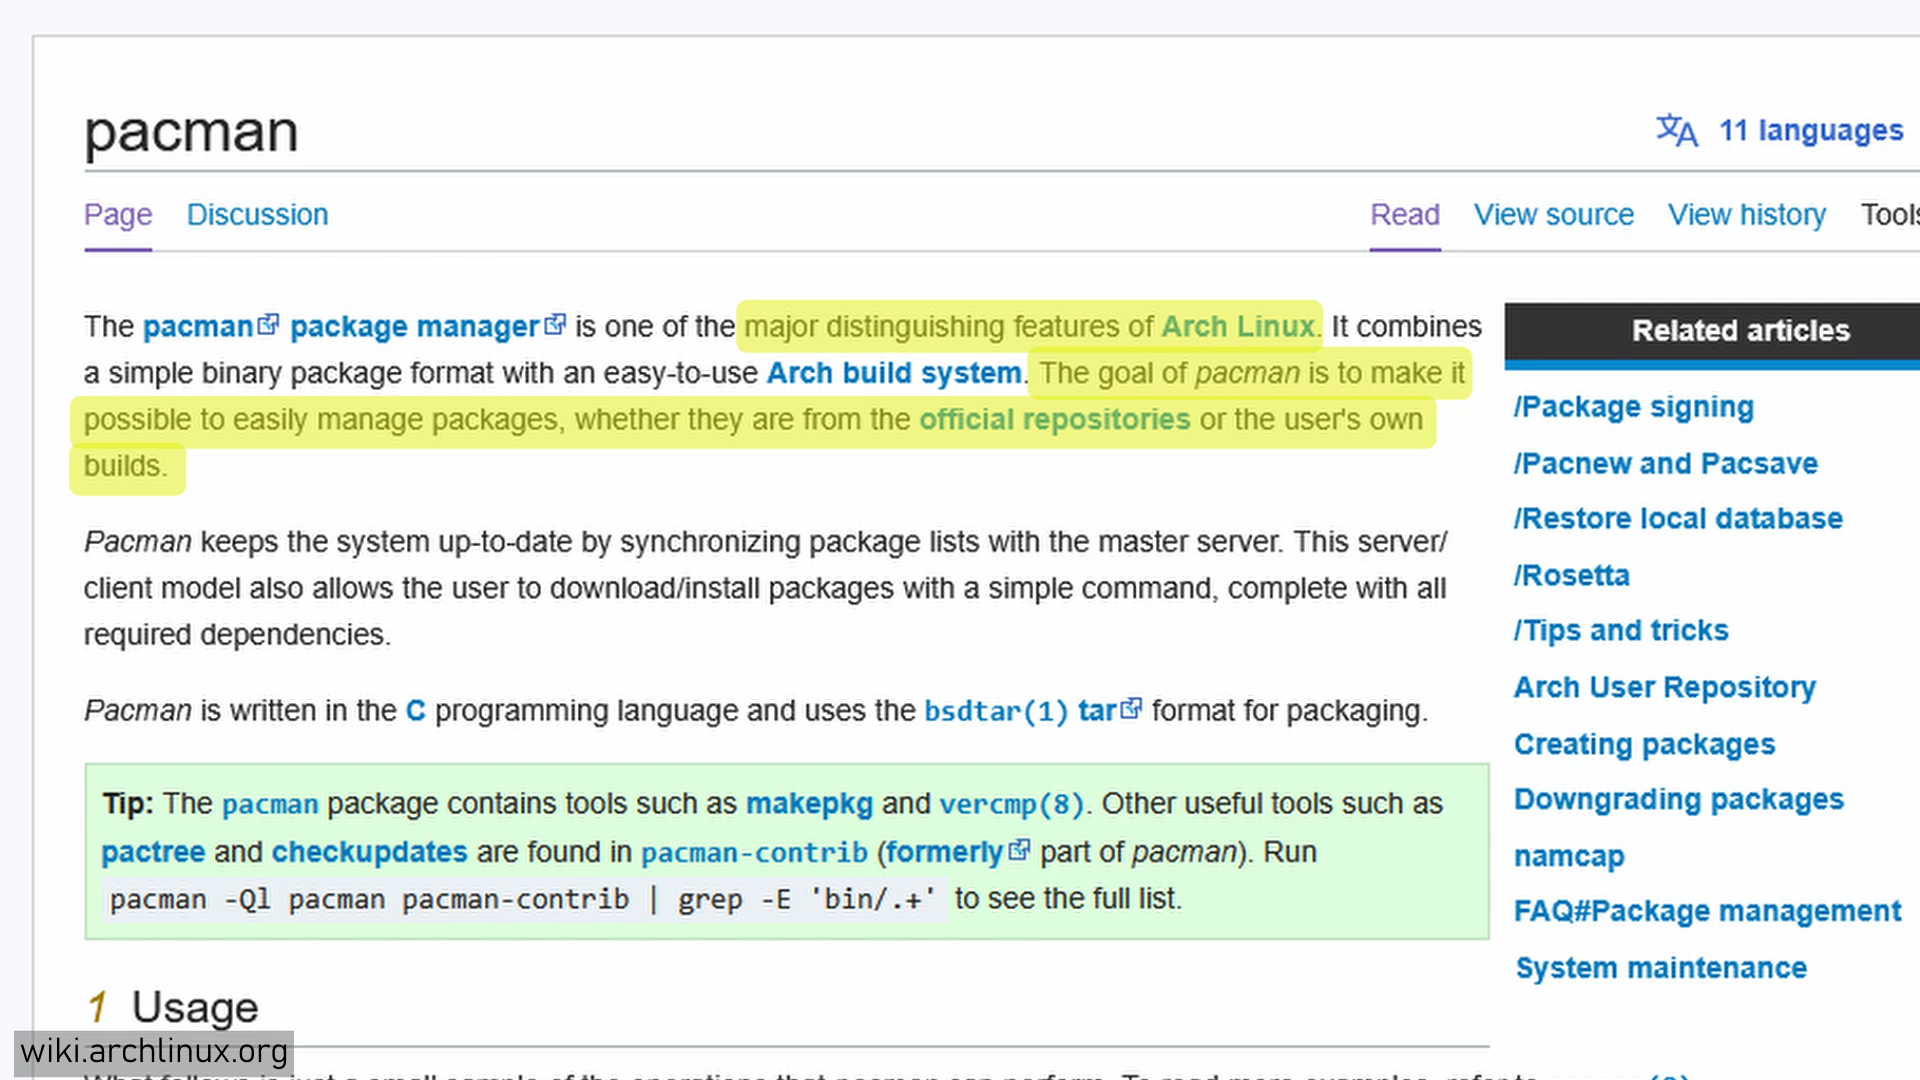 pacman
11 languages
Page Discussion
Read View source View history Tools
The pacman package manager is one of the major distinguishing features of Arch Linux. It combines
a simple binary package format with an easy-to-use Arch build system. The goal of pacman is to make it
possible to easily manage packages, whether they are from the official repositories or the user's own
builds.
Pacman keeps the system up-to-date by synchronizing package lists with the master server. This server/
client model also allows the user to download/install packages with a simple command, complete with all
required dependencies.
Pacman is written in the C programming language and uses the bsdtar(1) tar format for packaging.
Tip: The pacman package contains tools such as makepkg and vercmp(8). Other useful tools such as
pactree and checkupdates are found in pacman-contrib (formerly part of pacman). Run
pacman -Ql pacman pacman-contrib | grep -E 'bin/.+' to see the full list.
1 Usage
Related articles
/Package signing
/Pacnew and Pacsave
/Restore local database
/Rosetta
/Tips and tricks
Arch User Repository
Creating packages
Downgrading packages
namcap
FAQ#Package management
System maintenance
wiki.archlinux.org